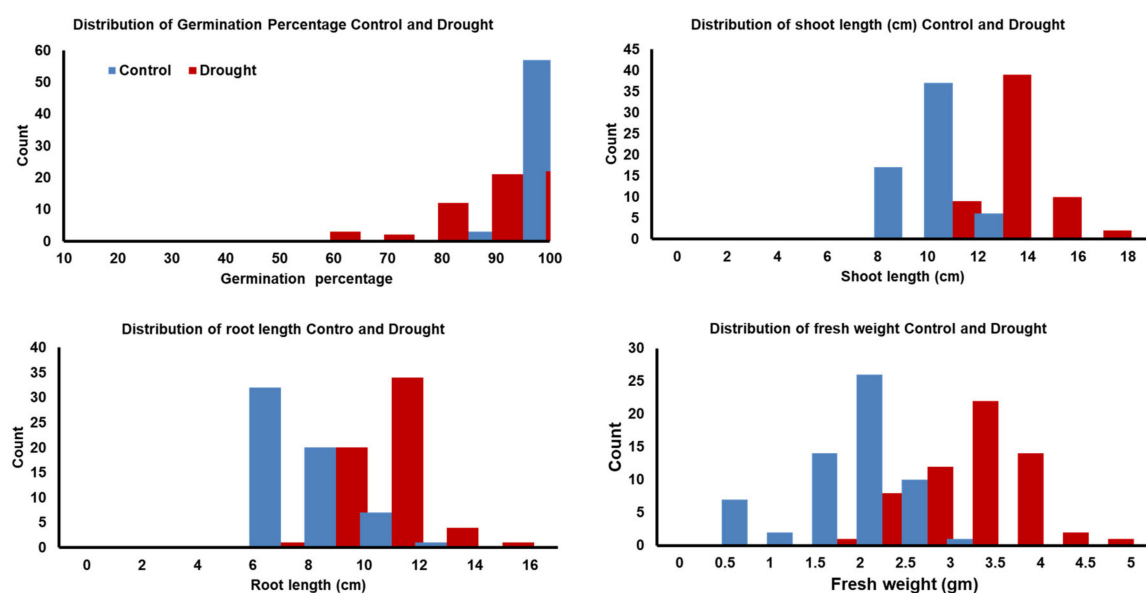 Distribution of Germination Percentage Control and Drought
60
50
40
30
20
10
0
Count
Control Drought
10 20 30 40 50 60 70 80 90 100
Germination percentage
Distribution of shoot length (cm) Control and Drought
45
40
35
30
25
20
15
10
5
0
Count
0 2 4 6 8 10 12 14 16 18
Shoot length (cm)
Distribution of root length Contro and Drought
40
35
30
25
20
15
10
5
0
Count
0 2 4 6 8 10 12 14 16
Root length (cm)
Distribution of fresh weight Control and Drought
30
25
20
15
10
5
0
Count
0 0.5 1 1.5 2 2.5 3 3.5 4 4.5 5
Fresh weight (gm)